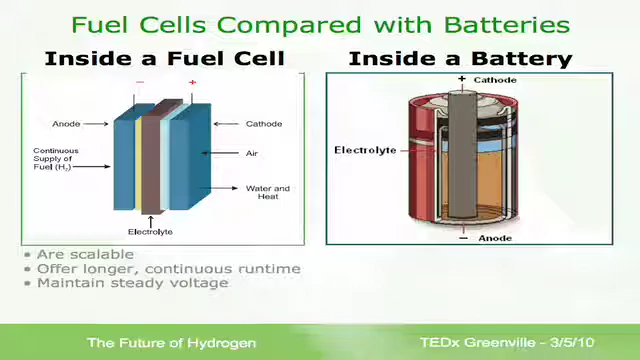 Fuel Cells Compared with Batteries
Inside a Fuel Cell
− +
Anode
Cathode
Continuous
Supply of
Fuel (H2)
Air
Water and
Heat
Electrolyte
Inside a Battery
+ Cathode
Electrolyte
− Anode
• Are scalable
• Offer longer, continuous runtime
• Maintain steady voltage
The Future of Hydrogen
TEDx Greenville - 3/5/10